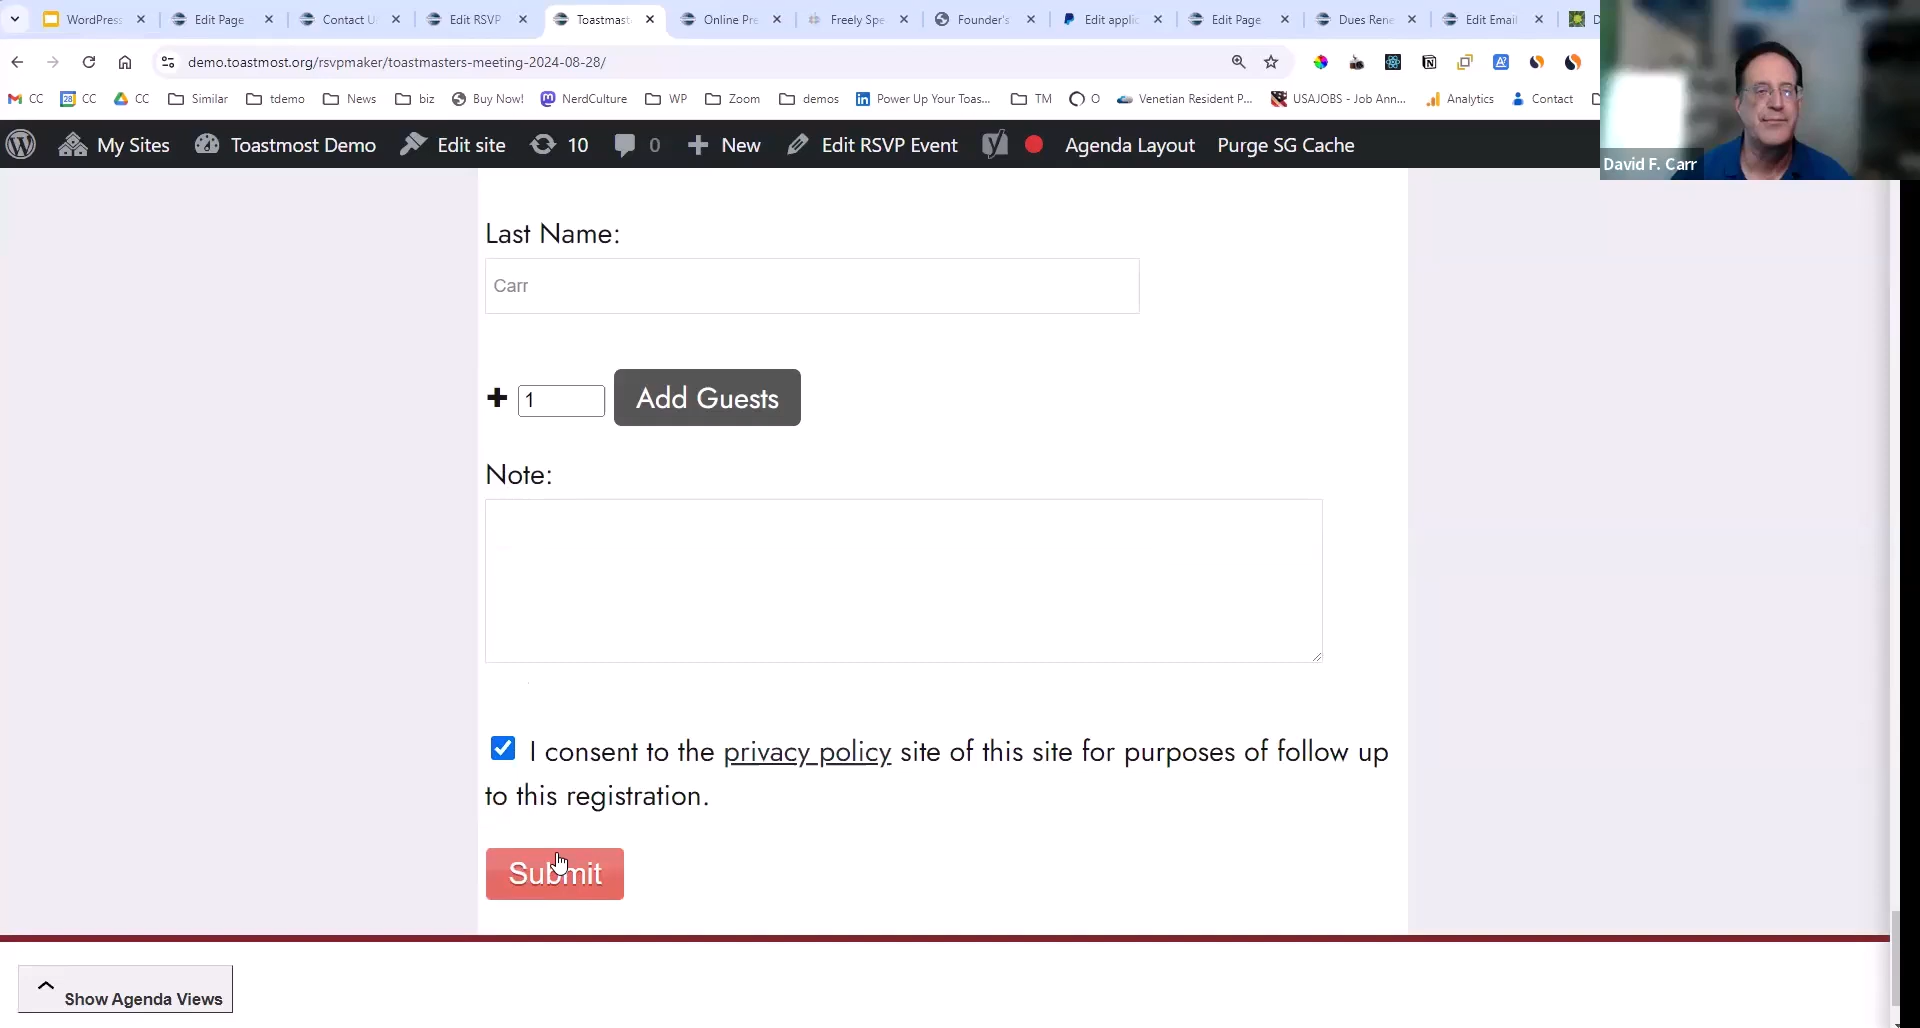 WordPress
Edit Page
Contact U
Edit RSVP
Toastmast
Online Pre
Freely Spe
Founder's
Edit applic
Edit Page
Dues Rene
Edit Email
D
demo.toastmost.org/rsvpmaker/toastmasters-meeting-2024-08-28/
CC
CC
CC
Similar
tdemo
News
biz
Buy Now!
NerdCulture
WP
Zoom
demos
Power Up Your Toas...
TM
O
Venetian Resident P...
USAJOBS - Job Ann...
Analytics
Contact
My Sites
Toastmost Demo
Edit site
10
0
New
Edit RSVP Event
Agenda Layout
Purge SG Cache
David F. Carr
Last Name:
Carr
1
Add Guests
Note:
I consent to the privacy policy site of this site for purposes of follow up
to this registration.
Submit
Show Agenda Views